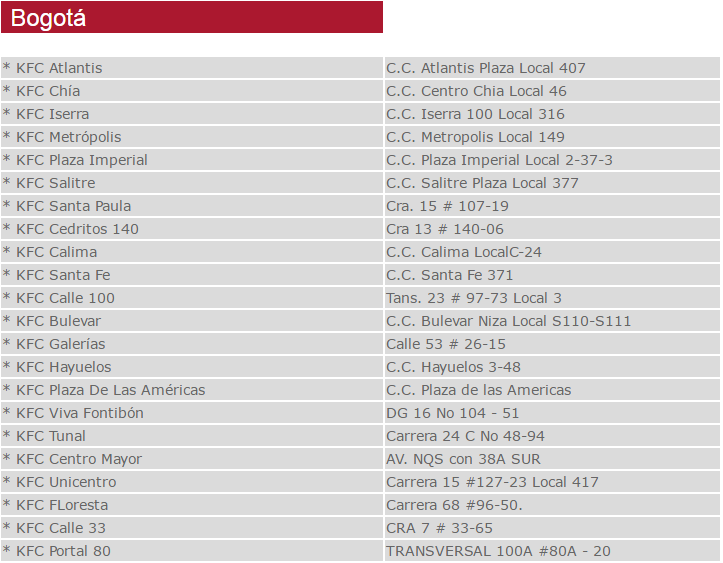 Bogotá
* KFC Atlantis C.C. Atlantis Plaza Local 407
* KFC Chía C.C. Centro Chia Local 46
* KFC Iserra C.C. Iserra 100 Local 316
* KFC Metrópolis C.C. Metropolis Local 149
* KFC Plaza Imperial C.C. Plaza Imperial Local 2-37-3
* KFC Salitre C.C. Salitre Plaza Local 377
* KFC Santa Paula Cra. 15 # 107-19
* KFC Cedritos 140 Cra 13 # 140-06
* KFC Calima C.C. Calima LocalC-24
* KFC Santa Fe C.C. Santa Fe 371
* KFC Calle 100 Tans. 23 # 97-73 Local 3
* KFC Bulevar C.C. Bulevar Niza Local S110-S111
* KFC Galerías Calle 53 # 26-15
* KFC Hayuelos C.C. Hayuelos 3-48
* KFC Plaza De Las Américas C.C. Plaza de las Americas
* KFC Viva Fontibón DG 16 No 104 - 51
* KFC Tunal Carrera 24 C No 48-94
* KFC Centro Mayor AV. NQS con 38A SUR
* KFC Unicentro Carrera 15 #127-23 Local 417
* KFC FLoresta Carrera 68 #96-50.
* KFC Calle 33 CRA 7 # 33-65
* KFC Portal 80 TRANSVERSAL 100A #80A - 20